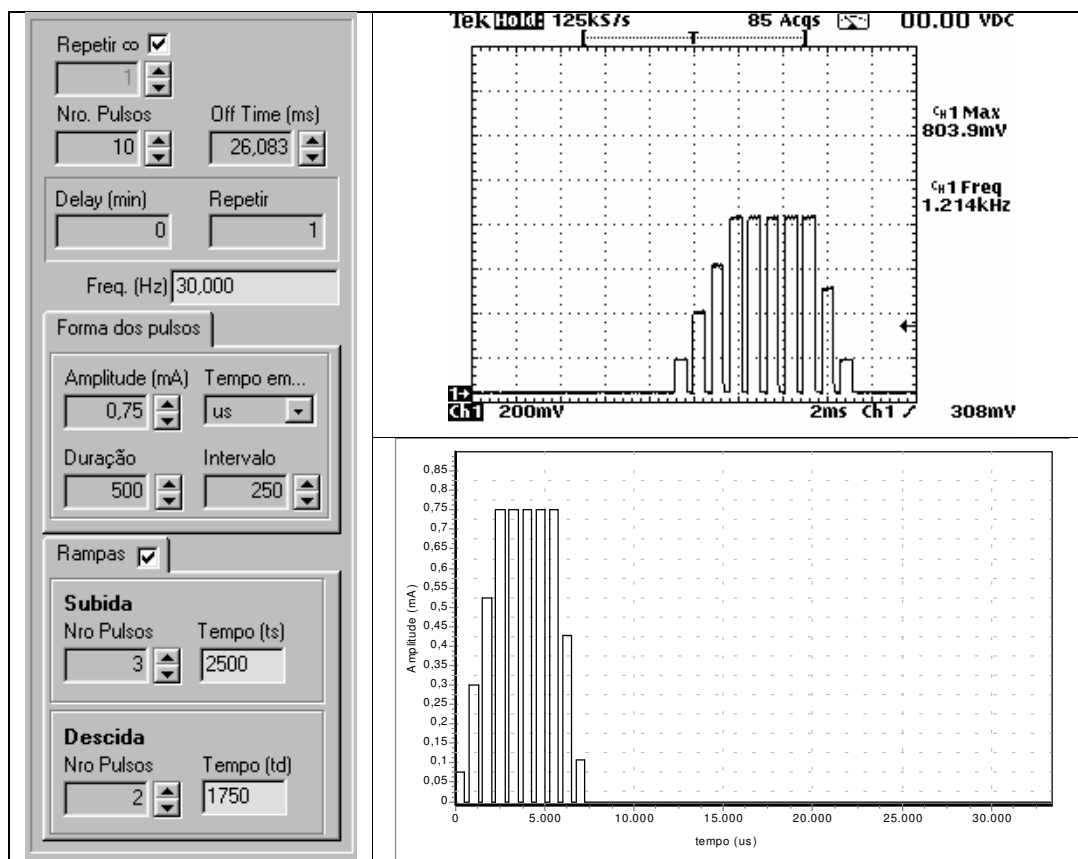 Repetir ∞
1
Nro. Pulsos Off Time (ms)
10 26,083
Delay (min) Repetir
0 1
Freq. (Hz) 30,000
Forma dos pulsos
Amplitude (mA) Tempo em...
0,75 us
Duração Intervalo
500 250
Rampas
Subida
Nro Pulsos Tempo (ts)
3 2500
Descida
Nro Pulsos Tempo (td)
2 1750
Tek Hold: 125kS/s 85 Acqs 00.00 VDC
T
CH1 Max
803.9mV
CH1 Freq
1.214kHz
1→
Ch1 200mV 2ms Ch1 308mV
0,85
0,8
0,75
0,7
0,65
0,6
0,55
0,5
0,45
0,4
0,35
0,3
0,25
0,2
0,15
0,1
0,05
0
Amplitude (mA)
0 5.000 10.000 15.000 20.000 25.000 30.000
tempo (us)